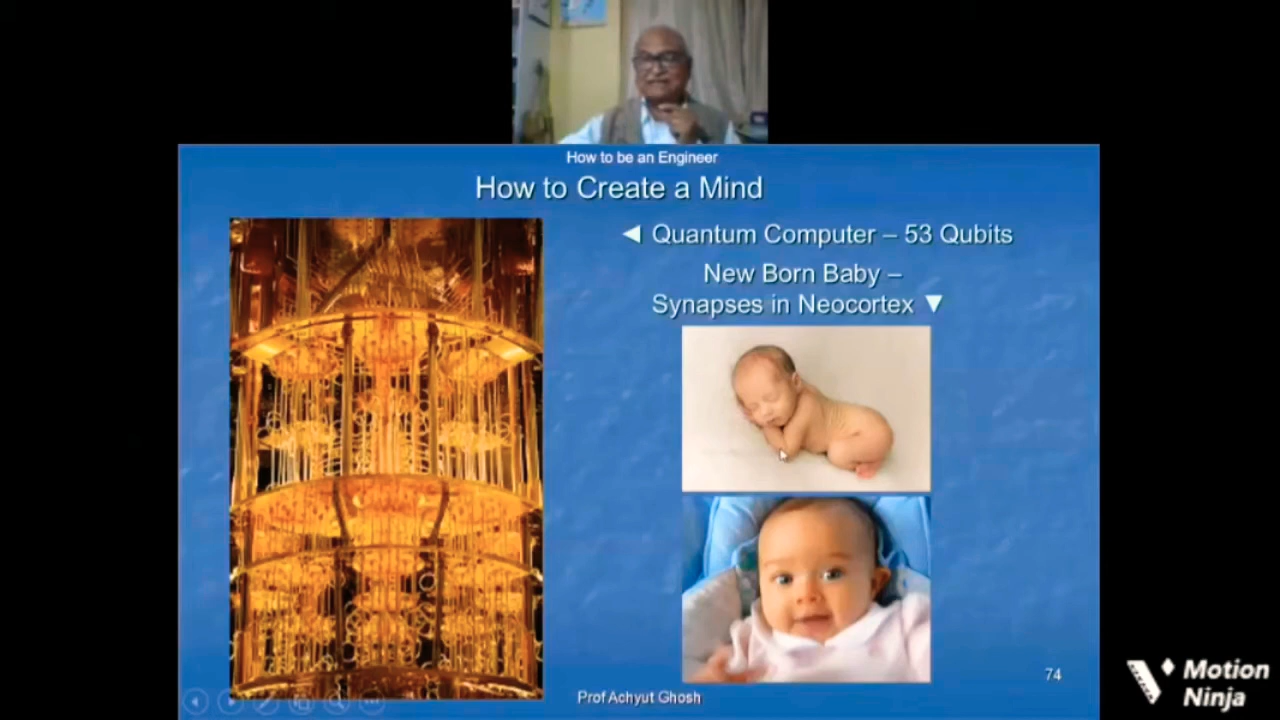 How to be an Engineer
How to Create a Mind
◄ Quantum Computer – 53 Qubits
New Born Baby –
Synapses in Neocortex ▼
74
Prof Achyut Ghosh
Motion
Ninja